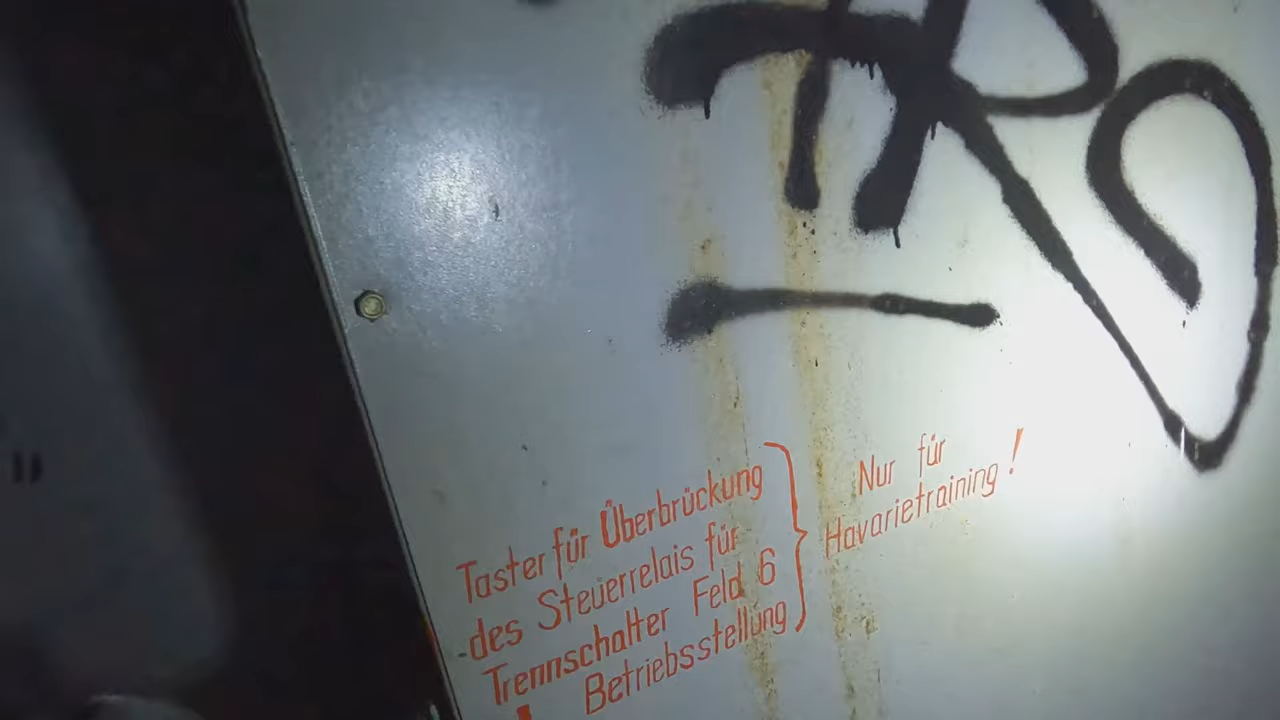 Taster für Überbrückung
des Steuerrelais für
Trennschalter Feld 6
Betriebsstellung
Nur für
Havarietraining !